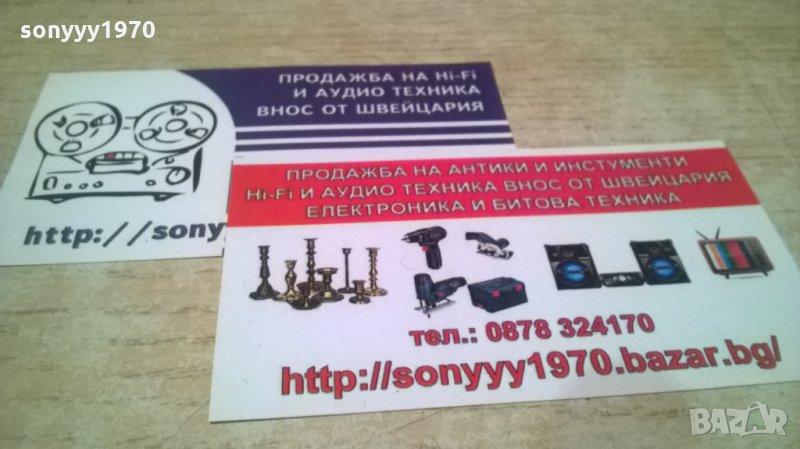 sonyyy1970
ПРОДАЖБА НА Hi-Fi
И АУДИО ТЕХНИКА
ВНОС ОТ ШВЕЙЦАРИЯ
http://sony
ПРОДАЖБА НА АНТИКИ И ИНСТУМЕНТИ
Hi-Fi И АУДИО ТЕХНИКА ВНОС ОТ ШВЕЙЦАРИЯ
ЕЛЕКТРОНИКА И БИТОВА ТЕХНИКА
тел.: 0878 324170
http://sonyyy1970.bazar.bg/
BAZAR